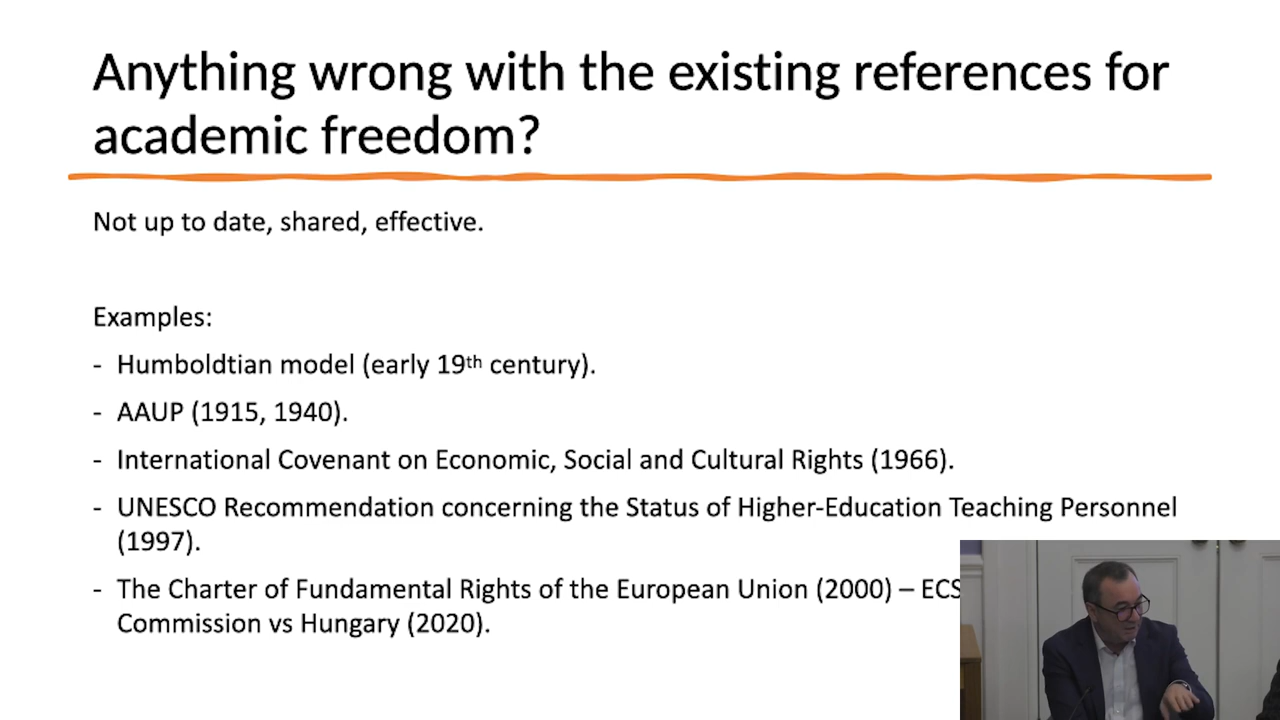 Anything wrong with the existing references for
academic freedom?
Not up to date, shared, effective.
Examples:
- Humboldtian model (early 19th century).
- AAUP (1915, 1940).
- International Covenant on Economic, Social and Cultural Rights (1966).
- UNESCO Recommendation concerning the Status of Higher-Education Teaching Personnel
(1997).
- The Charter of Fundamental Rights of the European Union (2000) –
Commission vs Hungary (2020).